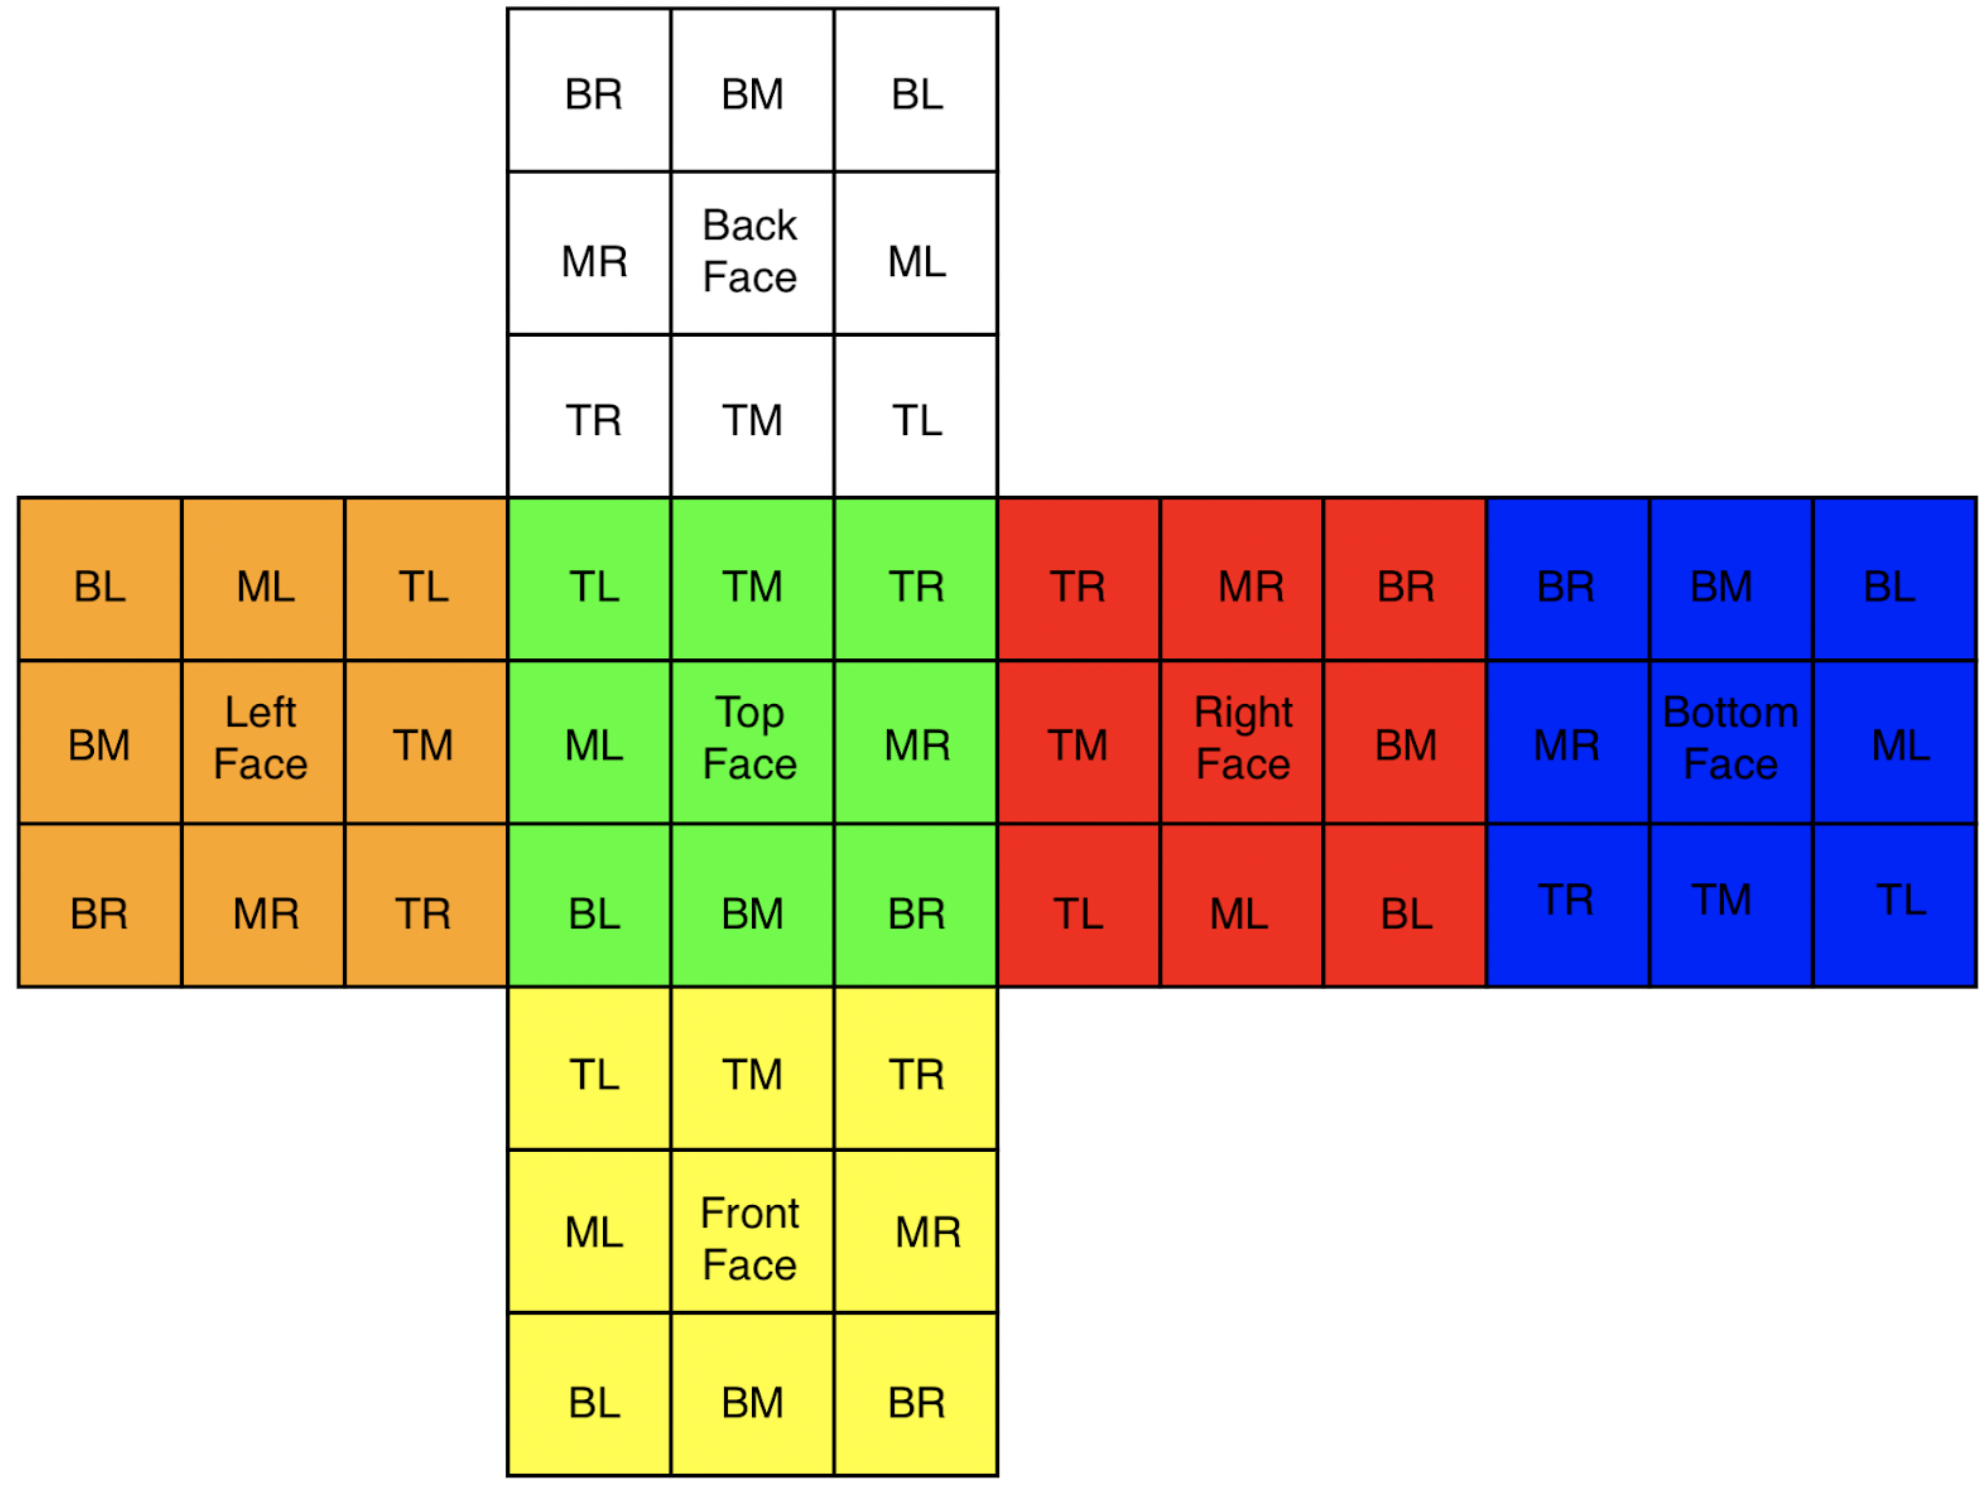 BR BM BL
MR Back Face ML
TR TM TL
BL ML TL TL TM TR TR MR BR BR BM BL
BM Left Face TM ML Top Face MR TM Right Face BM MR Bottom Face ML
BR MR TR BL BM BR TL ML BL TR TM TL
TL TM TR
ML Front Face MR
BL BM BR